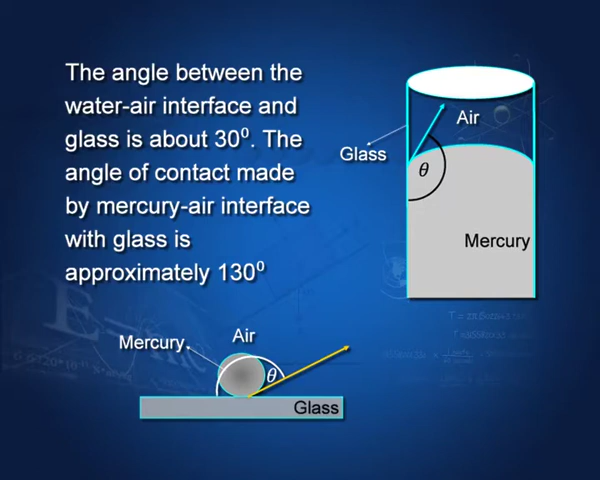 The angle between the
water-air interface and
glass is about 30⁰. The
angle of contact made
by mercury-air interface
with glass is
approximately 130⁰
Air
Glass
θ
Mercury
Air
Mercury
θ
Glass